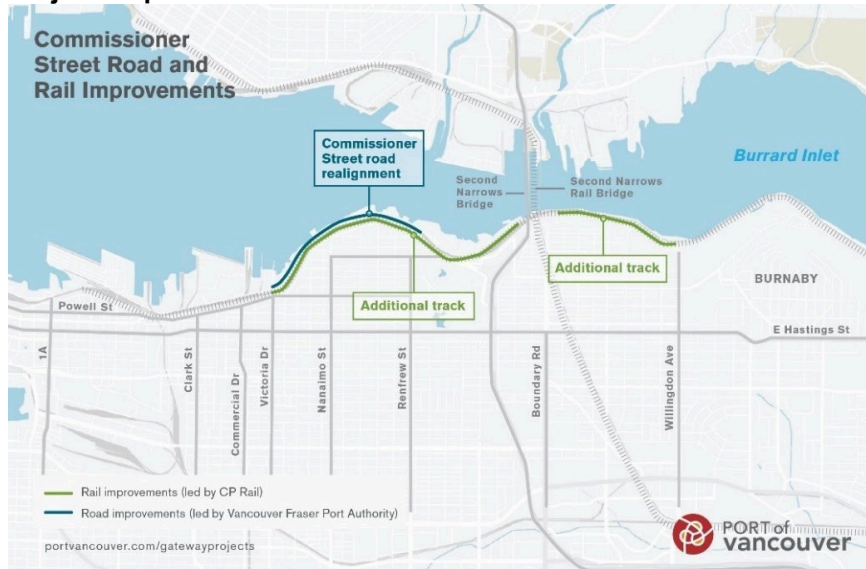 Commissioner
Street Road and
Rail Improvements
Commissioner
Street road
realignment
Burrard Inlet
Second
Narrows
Bridge
Second Narrows
Rail Bridge
Additional track
Additional track
BURNABY
Powell St
E Hastings St
1A
Clark St
Commercial Dr
Victoria Dr
Nanaimo St
Renfrew St
Boundary Rd
Willingdon Ave
Rail improvements (led by CP Rail)
Road improvements (led by Vancouver Fraser Port Authority)
portvancouver.com/gatewayprojects
PORT of
vancouver